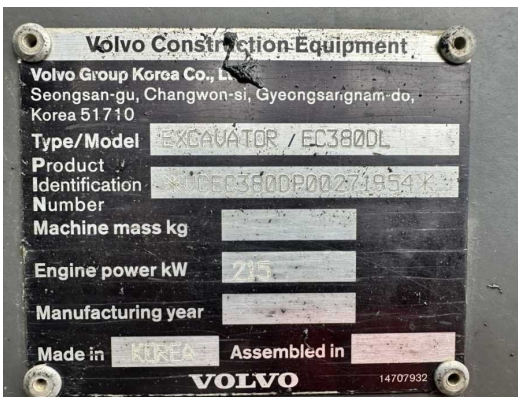 Volvo Construction Equipment
Volvo Group Korea Co.,
Seongsan-gu, Changwon-si, Gyeongsangnam-do,
Korea 51710
Type/Model EXCAVATOR / EC380DL
Product
Identification
Number
Machine mass kg
Engine power kW 215
Manufacturing year
Made in KOREA Assembled in
VOLVO 14707932